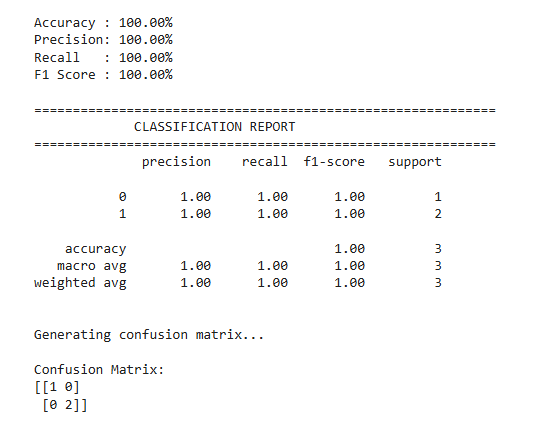 Accuracy : 100.00%
Precision: 100.00%
Recall   : 100.00%
F1 Score : 100.00%

============================================================
             CLASSIFICATION REPORT
============================================================
              precision    recall  f1-score   support

           0       1.00      1.00      1.00         1
           1       1.00      1.00      1.00         2

    accuracy                           1.00         3
   macro avg       1.00      1.00      1.00         3
weighted avg       1.00      1.00      1.00         3


Generating confusion matrix...

Confusion Matrix:
[[1 0]
 [0 2]]